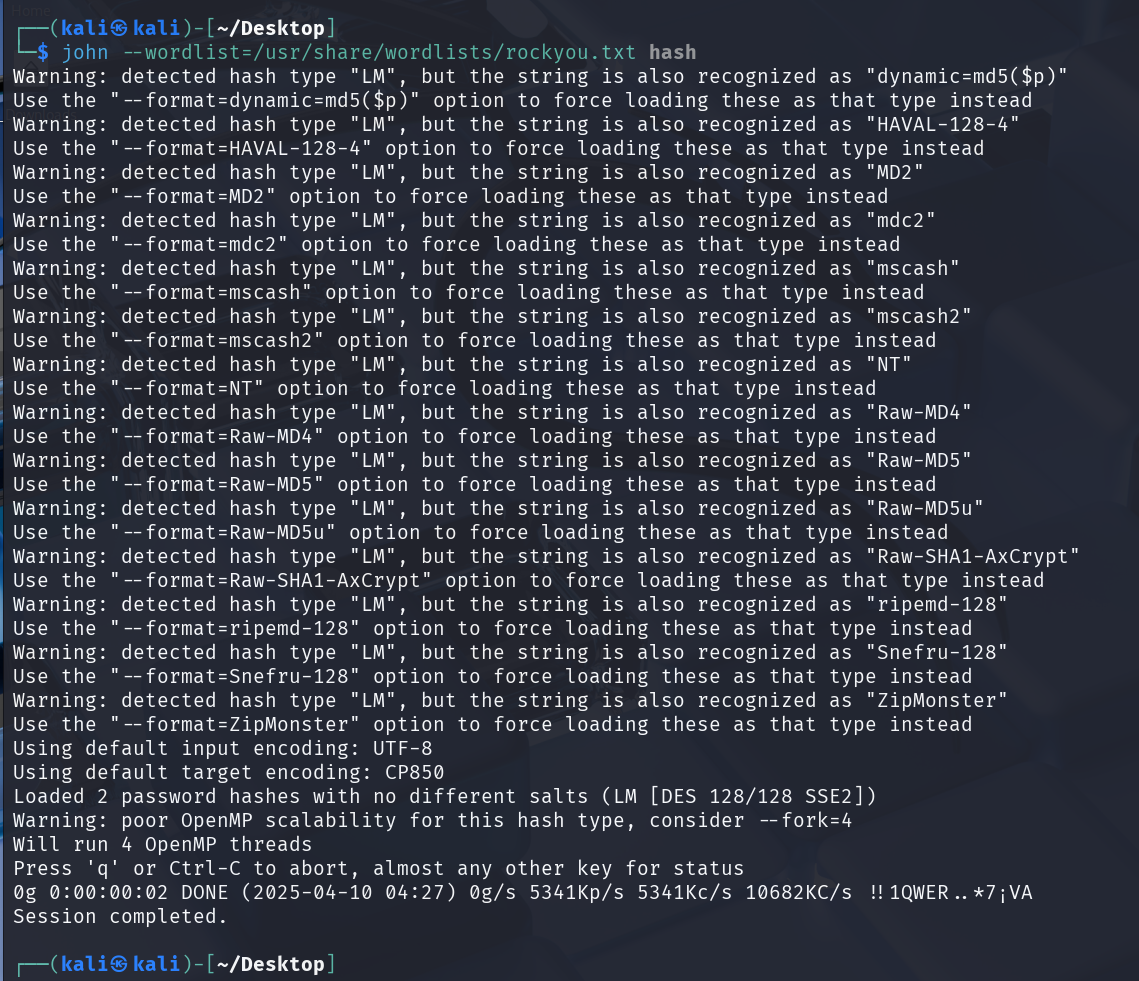 Home
┌──(kali㉿kali)-[~/Desktop]
└─$ john --wordlist=/usr/share/wordlists/rockyou.txt hash
Warning: detected hash type "LM", but the string is also recognized as "dynamic=md5($p)"
Use the "--format=dynamic=md5($p)" option to force loading these as that type instead
Warning: detected hash type "LM", but the string is also recognized as "HAVAL-128-4"
Use the "--format=HAVAL-128-4" option to force loading these as that type instead
Warning: detected hash type "LM", but the string is also recognized as "MD2"
Use the "--format=MD2" option to force loading these as that type instead
Warning: detected hash type "LM", but the string is also recognized as "mdc2"
Use the "--format=mdc2" option to force loading these as that type instead
Warning: detected hash type "LM", but the string is also recognized as "mscash"
Use the "--format=mscash" option to force loading these as that type instead
Warning: detected hash type "LM", but the string is also recognized as "mscash2"
Use the "--format=mscash2" option to force loading these as that type instead
Warning: detected hash type "LM", but the string is also recognized as "NT"
Use the "--format=NT" option to force loading these as that type instead
Warning: detected hash type "LM", but the string is also recognized as "Raw-MD4"
Use the "--format=Raw-MD4" option to force loading these as that type instead
Warning: detected hash type "LM", but the string is also recognized as "Raw-MD5"
Use the "--format=Raw-MD5" option to force loading these as that type instead
Warning: detected hash type "LM", but the string is also recognized as "Raw-MD5u"
Use the "--format=Raw-MD5u" option to force loading these as that type instead
Warning: detected hash type "LM", but the string is also recognized as "Raw-SHA1-AxCrypt"
Use the "--format=Raw-SHA1-AxCrypt" option to force loading these as that type instead
Warning: detected hash type "LM", but the string is also recognized as "ripemd-128"
Use the "--format=ripemd-128" option to force loading these as that type instead
Warning: detected hash type "LM", but the string is also recognized as "Snefru-128"
Use the "--format=Snefru-128" option to force loading these as that type instead
Warning: detected hash type "LM", but the string is also recognized as "ZipMonster"
Use the "--format=ZipMonster" option to force loading these as that type instead
Using default input encoding: UTF-8
Using default target encoding: CP850
Loaded 2 password hashes with no different salts (LM [DES 128/128 SSE2])
Warning: poor OpenMP scalability for this hash type, consider --fork=4
Will run 4 OpenMP threads
Press 'q' or Ctrl-C to abort, almost any other key for status
0g 0:00:00:02 DONE (2025-04-10 04:27) 0g/s 5341Kp/s 5341Kc/s 10682KC/s !!1QWER..*7¡VA
Session completed.
┌──(kali㉿kali)-[~/Desktop]